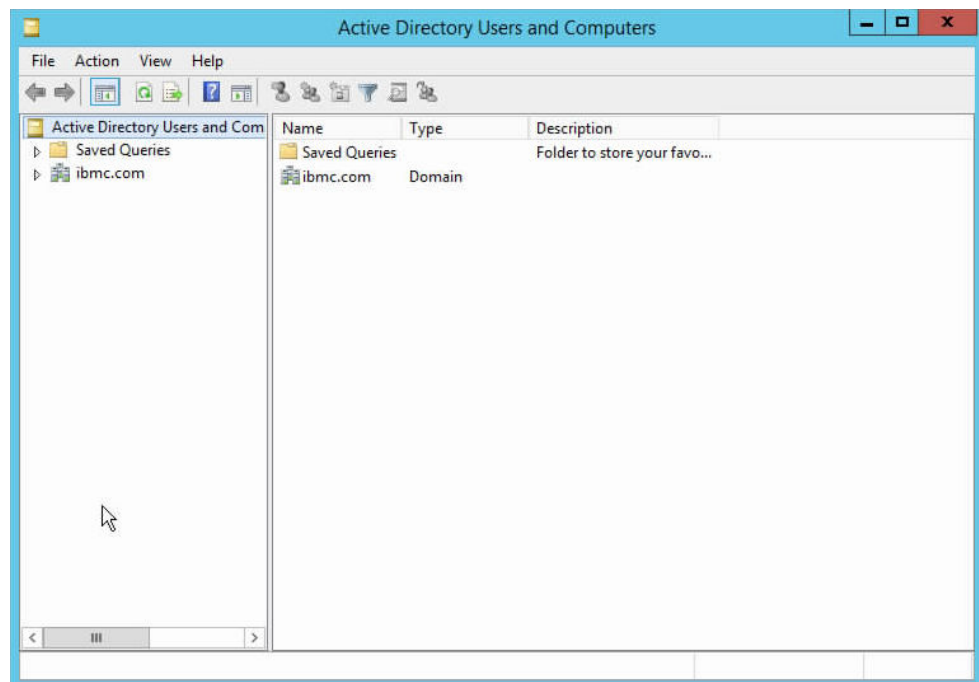 Active Directory Users and Computers
File Action View Help
Active Directory Users and Com
Saved Queries
ibmc.com
Name Type Description
Saved Queries Folder to store your favo...
ibmc.com Domain